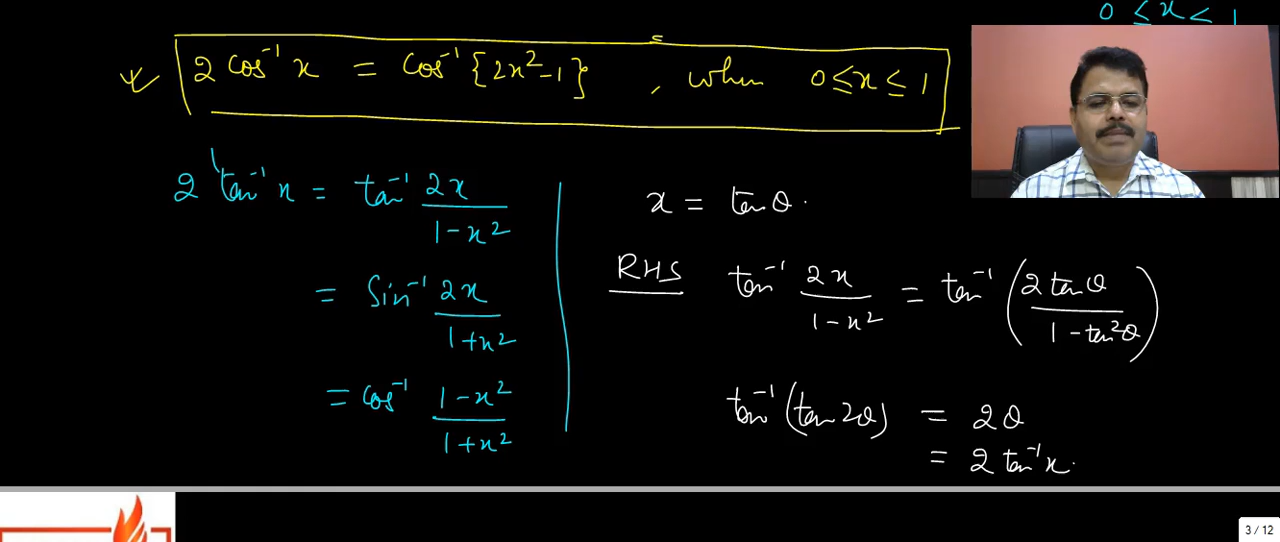 0 ≤ x < 1
2 cos⁻¹ x = cos⁻¹ {2x² - 1} , when 0 ≤ x ≤ 1
2 tan⁻¹ x = tan⁻¹ 2x / (1 - x²)
= Sin⁻¹ 2x / (1 + x²)
= cos⁻¹ (1 - x²) / (1 + x²)
x = tan θ.
RHS tan⁻¹ 2x / (1 - x²) = tan⁻¹ (2 tan θ / (1 - tan² θ))
tan⁻¹ (tan 2θ) = 2θ
= 2 tan⁻¹ x.
3 / 12